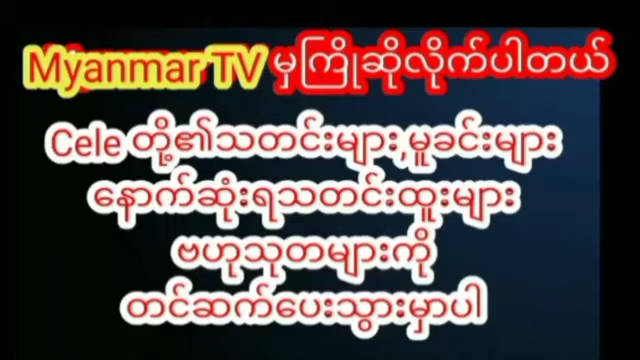 Myanmar TV မှကြိုဆိုလိုက်ပါတယ်
Cele တို့၏သတင်းများ,မူခင်းများ
နောက်ဆုံးရသတင်းထူးများ
ဗဟုသုတများကို
တင်ဆက်ပေးသွားမှာပါ